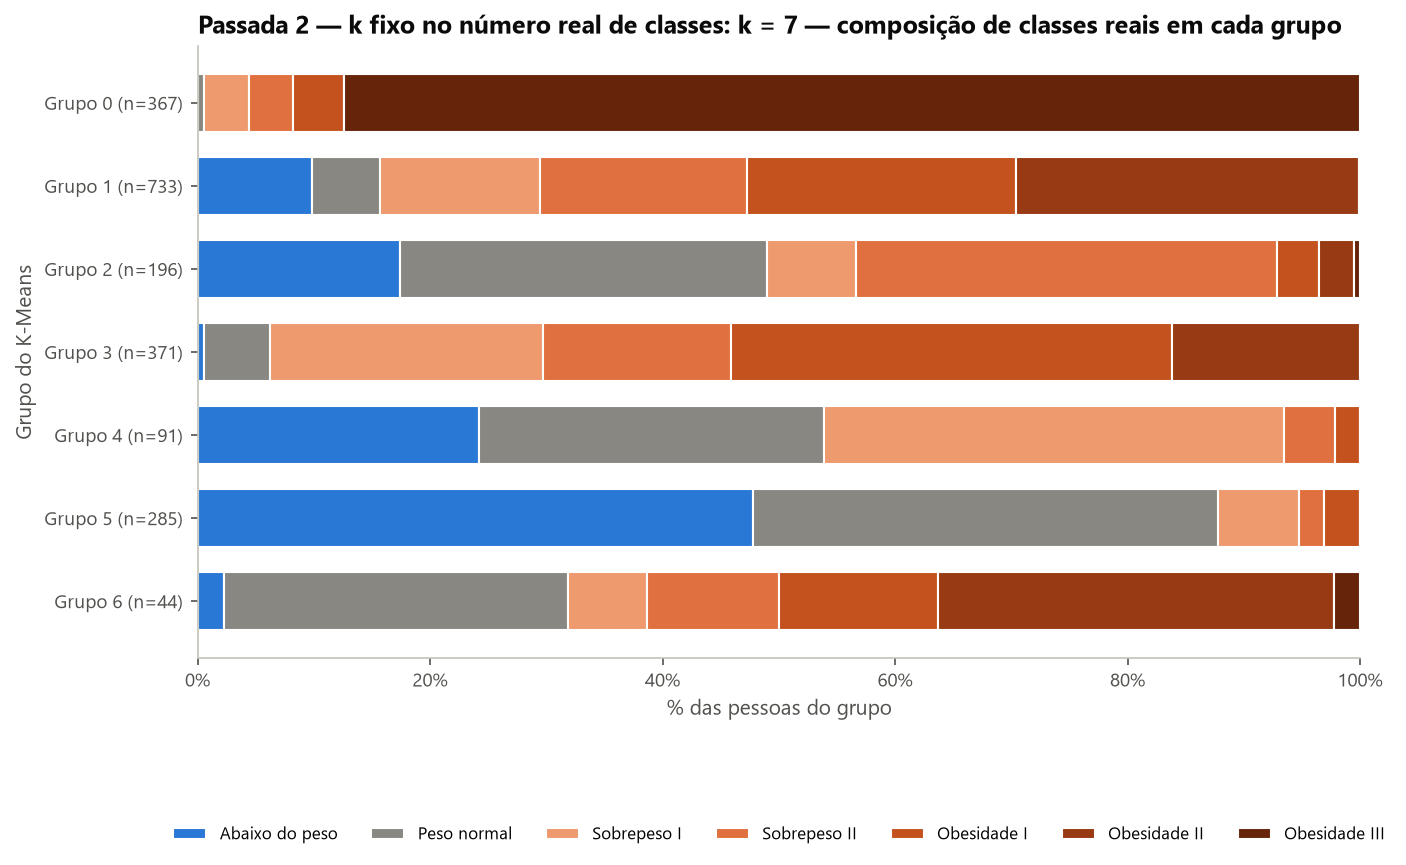 Passada 2 — k fixo no número real de classes: k = 7 — composição de classes reais em cada grupo
Grupo do K-Means
Grupo 0 (n=367)
Grupo 1 (n=733)
Grupo 2 (n=196)
Grupo 3 (n=371)
Grupo 4 (n=91)
Grupo 5 (n=285)
Grupo 6 (n=44)
0% 20% 40% 60% 80% 100%
% das pessoas do grupo
Abaixo do peso Peso normal Sobrepeso I Sobrepeso II Obesidade I Obesidade II Obesidade III